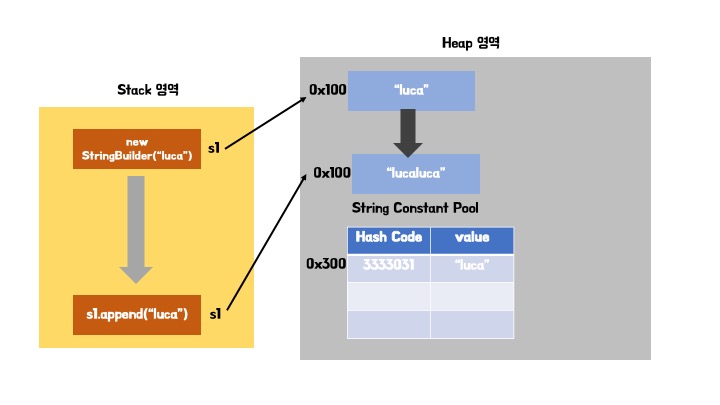 Heap 영역
Stack 영역
0x100
"luca"
new
StringBuilder("luca")
s1
0x100
"lucaluca"
String Constant Pool
Hash Code
value
0x300
3333031
"luca"
s1.append("luca")
s1